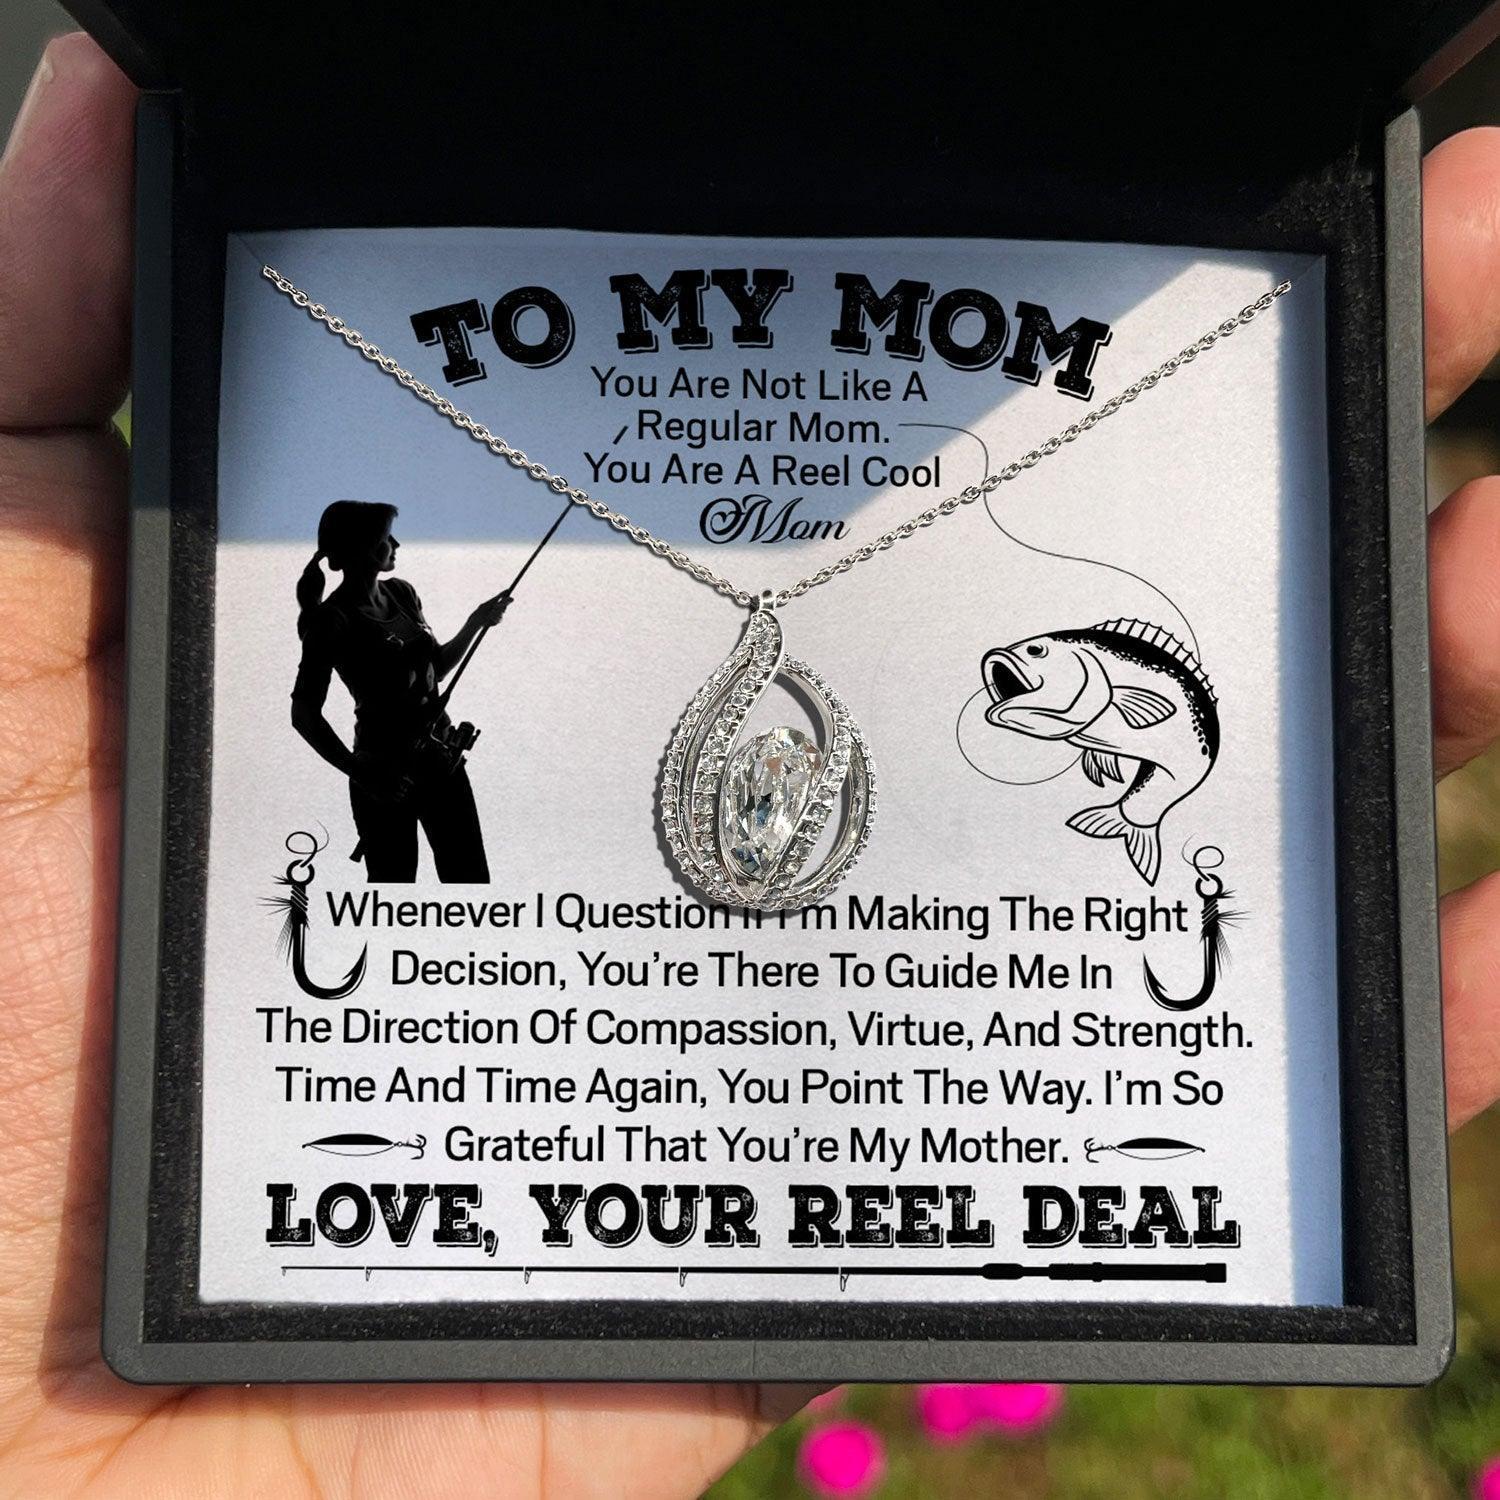 TO MY MOM
You Are Not Like A
Regular Mom.
You Are A Reel Cool
Mom
Whenever I Question If I'm Making The Right
Decision, You're There To Guide Me In
The Direction Of Compassion, Virtue, And Strength.
Time And Time Again, You Point The Way. I'm So
Grateful That You're My Mother.
LOVE, YOUR REEL DEAL